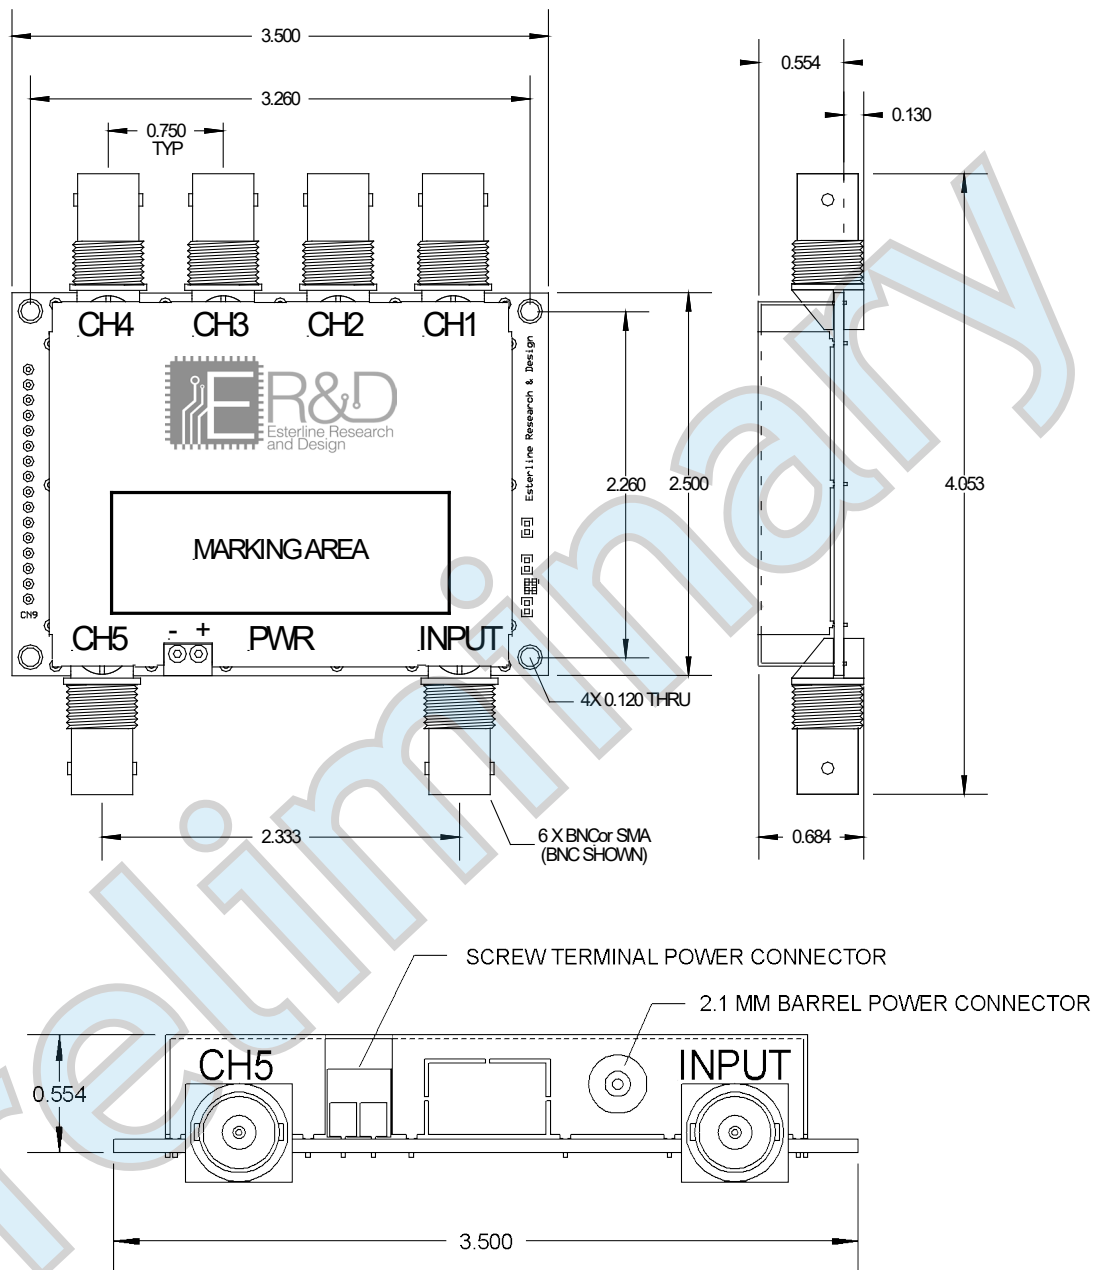 3.500
3.260
0.750
TYP
0.554
0.130
CH4 CH3 CH2 CH1
E R&D
Esterline Research
and Design
Esterline Research & Design
2.260
2.500
4.053
MARKING AREA
CN9
CH5 - + PWR INPUT
4X 0.120 THRU
2.333
6 X BNC or SMA
(BNC SHOWN)
0.684
SCREW TERMINAL POWER CONNECTOR
2.1 MM BARREL POWER CONNECTOR
CH5 INPUT
0.554
3.500
reliminary